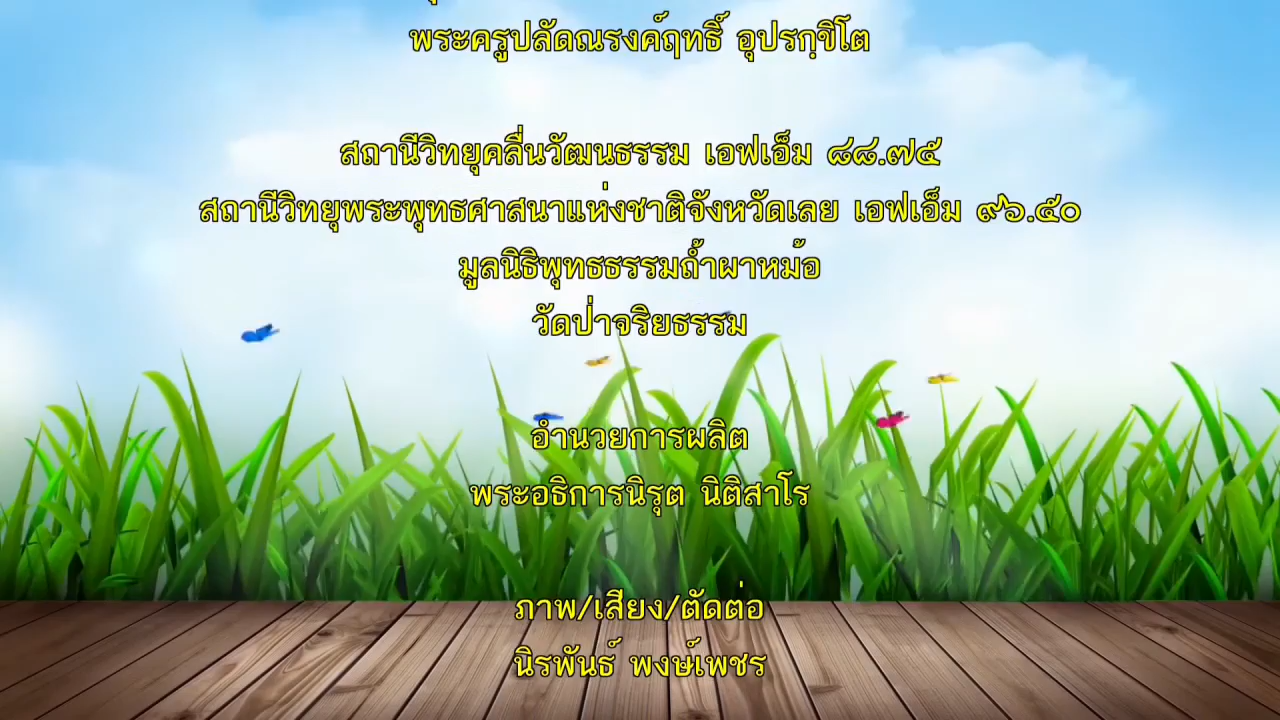 พระครูปลัดณรงค์ฤทธิ์ อุปรกฺขิโต
สถานีวิทยุคลื่นวัฒนธรรม เอฟเอ็ม ๘๘.๗๕
สถานีวิทยุพระพุทธศาสนาแห่งชาติจังหวัดเลย เอฟเอ็ม ๙๖.๕๐
มูลนิธิพุทธธรรมถ้ำผาหม้อ
วัดป่าจริยธรรม
อำนวยการผลิต
พระอธิการนิรุต นิติสาโร
ภาพ/เสียง/ตัดต่อ
นิรพันธ์ พงษ์เพชร